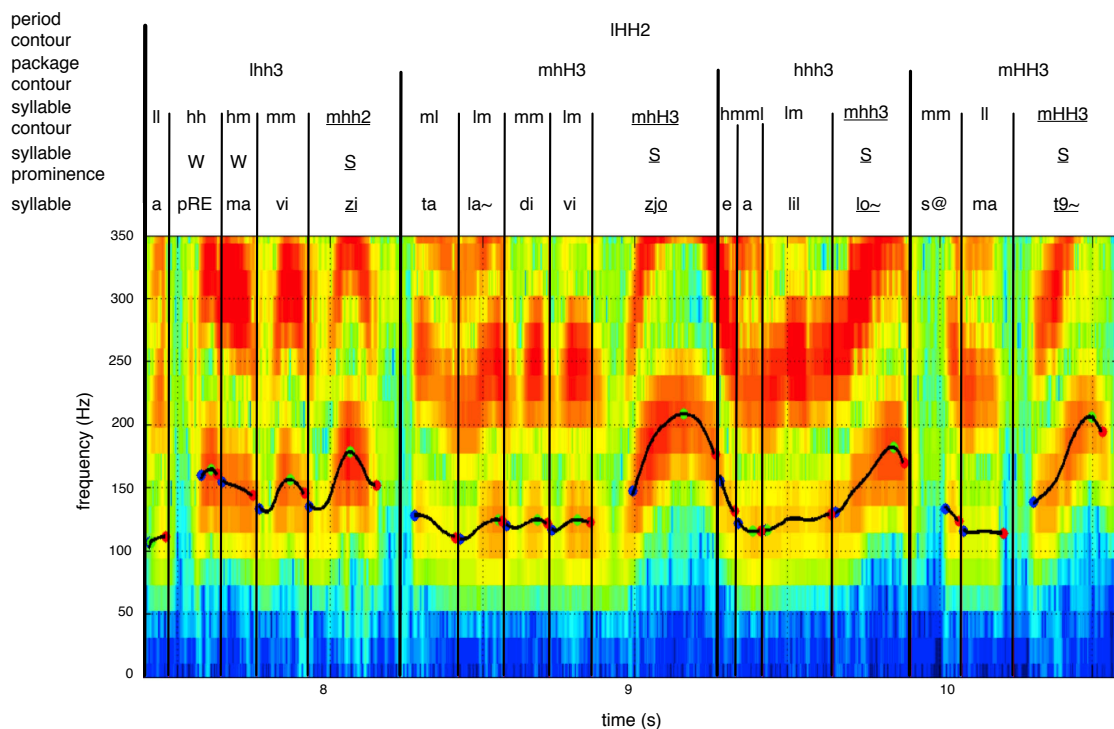 period contour lHH2
package contour lhh3 mhH3 hhh3 mHH3
syllable contour ll hh hm mm mhh2 ml lm mm lm mhH3 hmml lm mhh3 mm ll mHH3
syllable prominence W W S S S S
syllable a pRE ma vi zi ta la~ di vi zjo e a lil lo~ s@ ma t9~
350
300
250
200
150
100
50
0
frequency (Hz)
8 9 10
time (s)